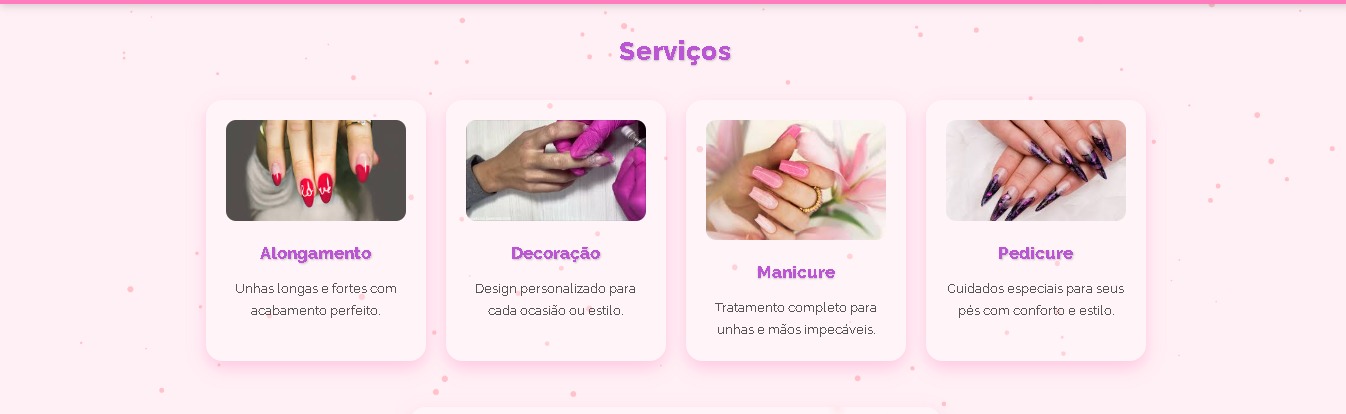 Serviços
Alongamento
Unhas longas e fortes com
acabamento perfeito.
Decoração
Design personalizado para
cada ocasião ou estilo.
Manicure
Tratamento completo para
unhas e mãos impecáveis.
Pedicure
Cuidados especiais para seus
pés com conforto e estilo.